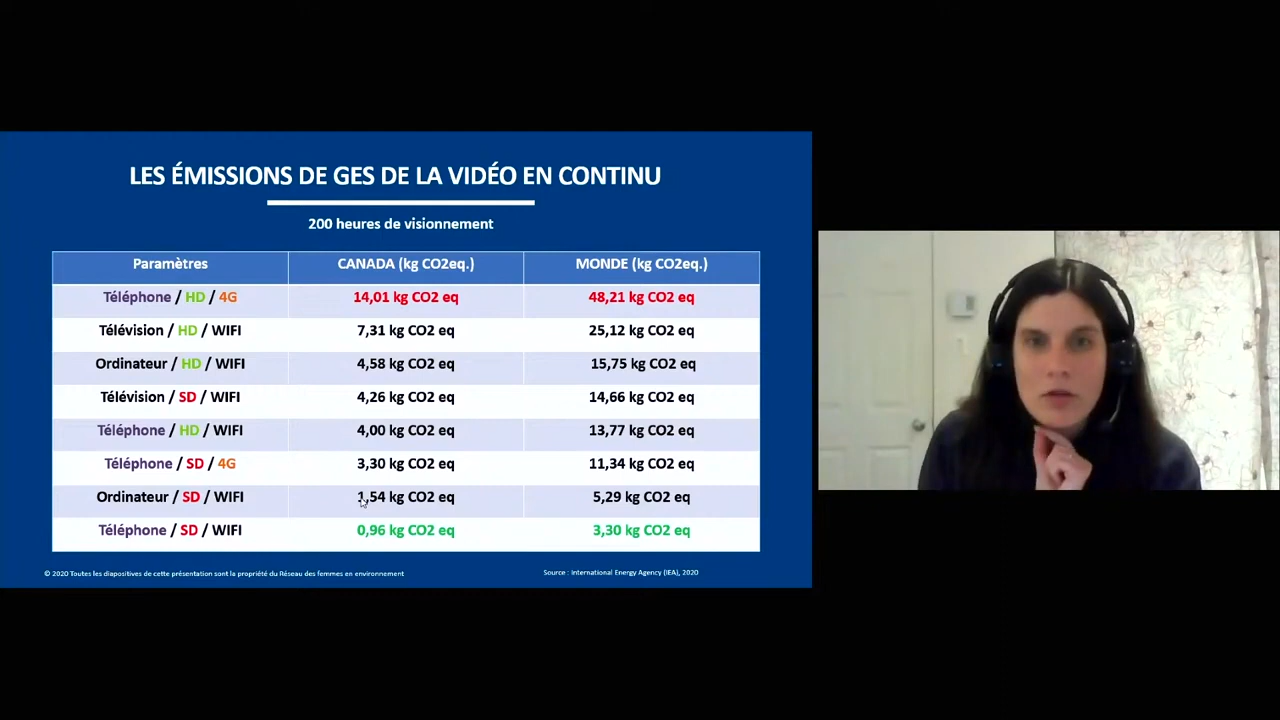 LES ÉMISSIONS DE GES DE LA VIDÉO EN CONTINU
200 heures de visionnement
Paramètres CANADA (kg CO2eq.) MONDE (kg CO2eq.)
Téléphone / HD / 4G 14,01 kg CO2 eq 48,21 kg CO2 eq
Télévision / HD / WIFI 7,31 kg CO2 eq 25,12 kg CO2 eq
Ordinateur / HD / WIFI 4,58 kg CO2 eq 15,75 kg CO2 eq
Télévision / SD / WIFI 4,26 kg CO2 eq 14,66 kg CO2 eq
Téléphone / HD / WIFI 4,00 kg CO2 eq 13,77 kg CO2 eq
Téléphone / SD / 4G 3,30 kg CO2 eq 11,34 kg CO2 eq
Ordinateur / SD / WIFI 1,54 kg CO2 eq 5,29 kg CO2 eq
Téléphone / SD / WIFI 0,96 kg CO2 eq 3,30 kg CO2 eq
© 2020 Toutes les diapositives de cette présentation sont la propriété du Réseau des femmes en environnement Source : International Energy Agency (IEA), 2020